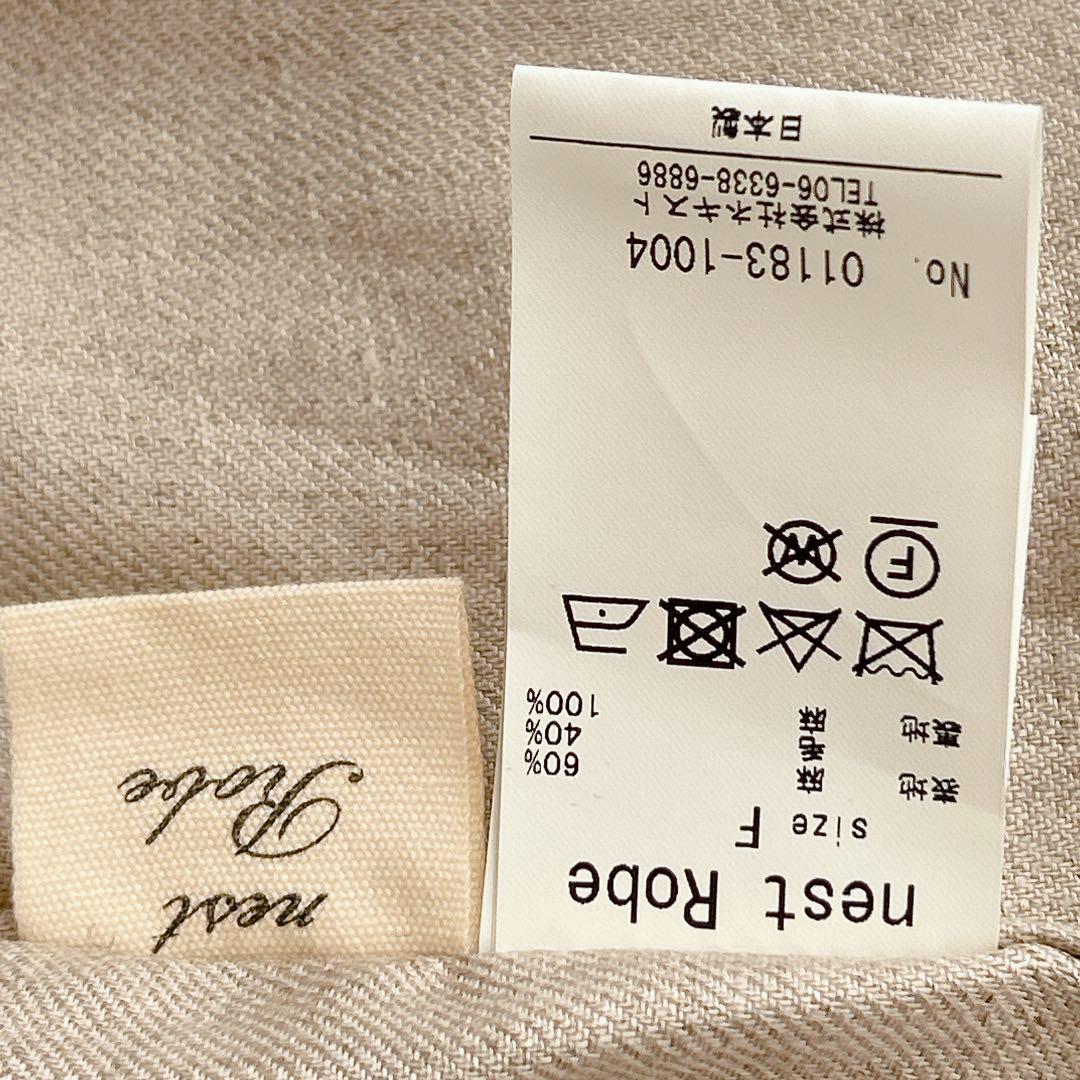 nest Robe
size F
60%
40%
100%
F W
No. 01183-1004
株式会社ネキスト
TEL06-6338-6886
日本製
nest
Robe